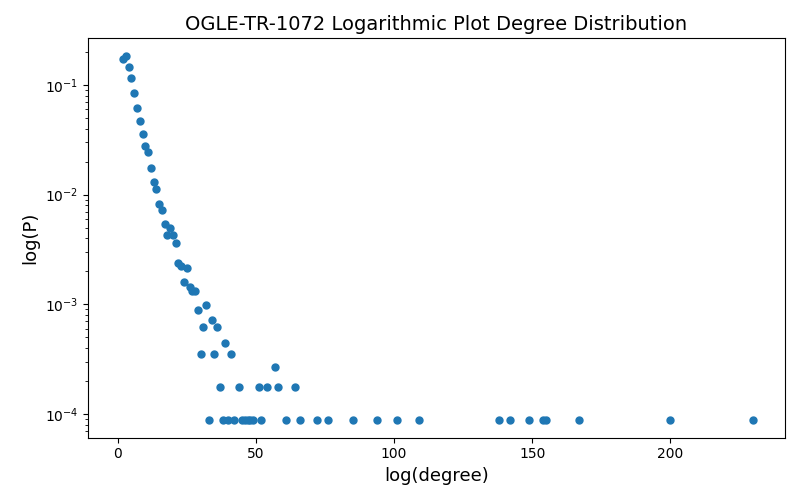 OGLE-TR-1072 Logarithmic Plot Degree Distribution
log(P)
10⁻¹
10⁻²
10⁻³
10⁻⁴
0 50 100 150 200
log(degree)